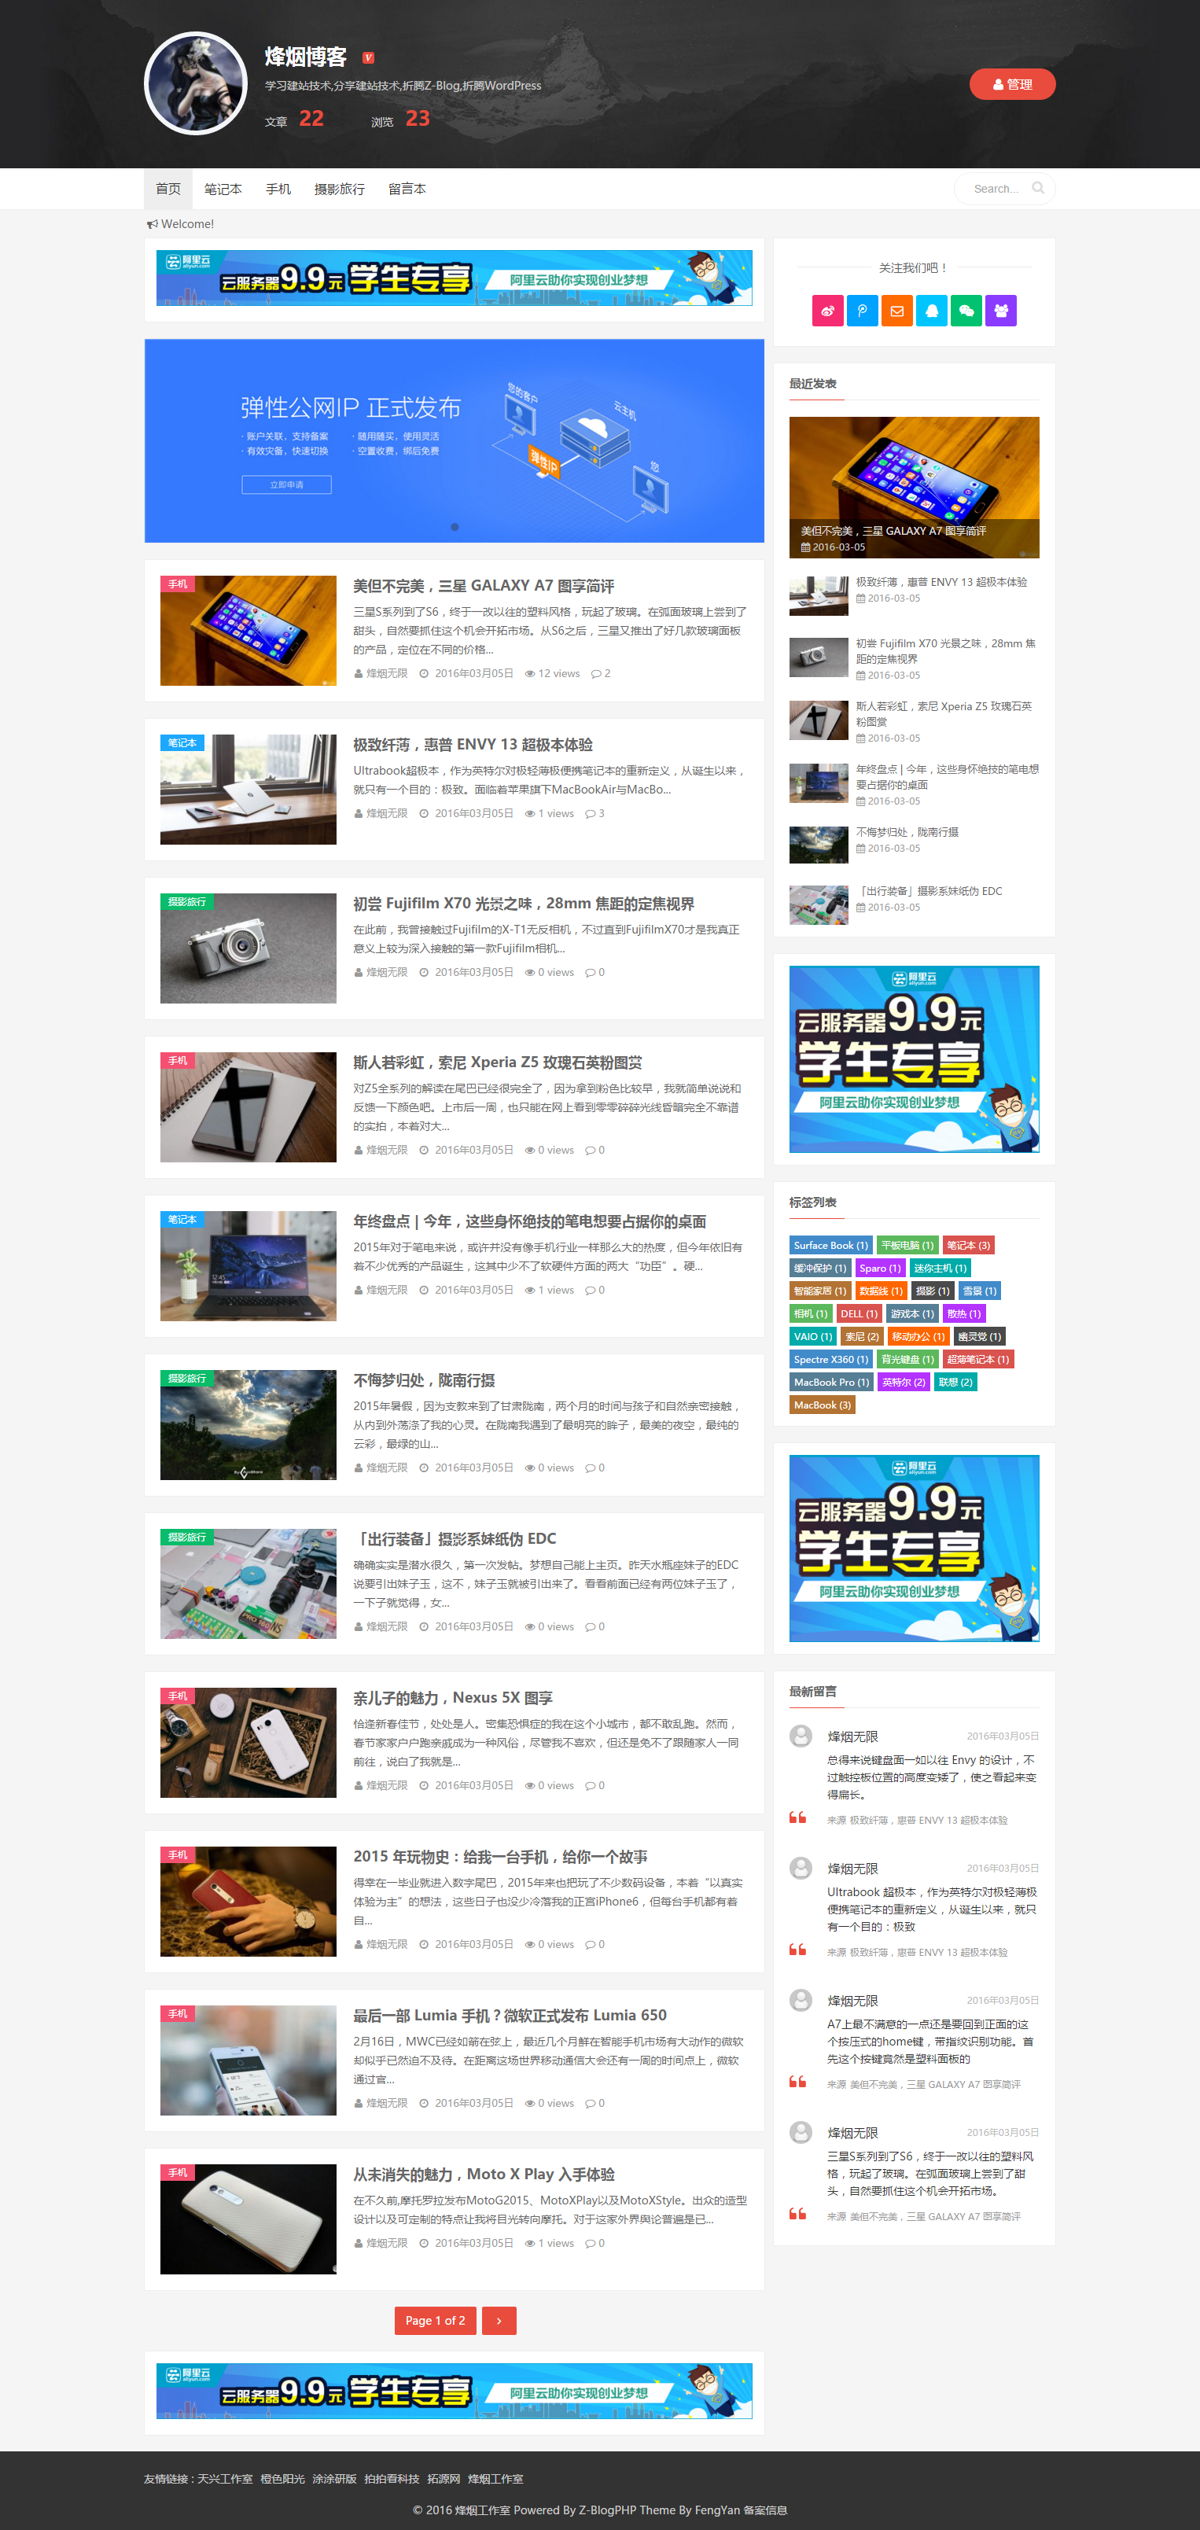 烽烟博客 V
学习建站技术,分享建站技术,折腾Z-Blog,折腾WordPress
文章 22 浏览 23
管理
首页 笔记本 手机 摄影旅行 留言本
Search...
Welcome!
阿里云
aliyun.com
云服务器9.9元 学生专享 阿里云助你实现创业梦想
弹性公网IP 正式发布
· 账户关联，支持备案 · 随用随买，使用灵活
· 有效灾备，快速切换 · 空置收费，绑后免费
立即申请
您的客户
云主机
弹性IP
您
手机
美但不完美，三星 GALAXY A7 图享简评
三星S系列到了S6，终于一改以往的塑料风格，玩起了玻璃。在弧面玻璃上尝到了
甜头，自然要抓住这个机会开拓市场。从S6之后，三星又推出了好几款玻璃面板
的产品，定位在不同的价格...
烽烟无限 2016年03月05日 12 views 2
笔记本
极致纤薄，惠普 ENVY 13 超极本体验
Ultrabook超极本，作为英特尔对极轻薄极便携笔记本的重新定义，从诞生以来，
就只有一个目的：极致。面临着苹果旗下MacBookAir与MacBo...
烽烟无限 2016年03月05日 1 views 3
摄影旅行
初尝 Fujifilm X70 光景之味，28mm 焦距的定焦视界
在此前，我曾接触过Fujifilm的X-T1无反相机，不过直到FujifilmX70才是我真正
意义上较为深入接触的第一款Fujifilm相机...
烽烟无限 2016年03月05日 0 views 0
手机
斯人若彩虹，索尼 Xperia Z5 玫瑰石英粉图赏
对Z5全系列的解读在尾巴已经很完全了，因为拿到粉色比较早，我就简单说说和
反馈一下颜色吧。上市后一周，也只能在网上看到零零碎碎光线昏暗完全不靠谱
的实拍，本着对大...
烽烟无限 2016年03月05日 0 views 0
笔记本
年终盘点 | 今年，这些身怀绝技的笔电想要占据你的桌面
2015年对于笔电来说，或许并没有像手机行业一样那么大的热度，但今年依旧有
着不少优秀的产品诞生，这其中少不了软硬件方面的两大“功臣”。硬...
烽烟无限 2016年03月05日 1 views 0
摄影旅行
不悔梦归处，陇南行摄
2015年暑假，因为支教来到了甘肃陇南，两个月的时间与孩子和自然亲密接触，
从内到外荡涤了我的心灵。在陇南我遇到了最明亮的眸子，最美的夜空，最纯的
云彩，最绿的山...
烽烟无限 2016年03月05日 0 views 0
摄影旅行
「出行装备」摄影系妹纸伪 EDC
确确实实是潜水很久，第一次发帖。梦想自己能上主页。昨天水瓶座妹子的EDC
说要引出妹子玉，这不，妹子玉就被引出来了。看看前面已经有两位妹子玉了，
一下子就觉得，女...
烽烟无限 2016年03月05日 0 views 0
手机
亲儿子的魅力，Nexus 5X 图享
恰逢新春佳节，处处是人。密集恐惧症的我在这个小城市，都不敢乱跑。然而，
春节家家户户跑亲戚成为一种风俗，尽管我不喜欢，但还是免不了跟随家人一同
前往，说白了我就是...
烽烟无限 2016年03月05日 0 views 0
手机
2015 年玩物史：给我一台手机，给你一个故事
得幸在一毕业就进入数字尾巴，2015年来也把玩了不少数码设备，本着“以真实
体验为主”的想法，这些日子也没少冷落我的正宫iPhone6，但每台手机都有着
自...
烽烟无限 2016年03月05日 0 views 0
手机
最后一部 Lumia 手机？微软正式发布 Lumia 650
2月16日，MWC已经如箭在弦上，最近几个月鲜在智能手机市场有大动作的微软
却似乎已然迫不及待。在距离这场世界移动通信大会还有一周的时间点上，微软
通过官...
烽烟无限 2016年03月05日 0 views 0
手机
从未消失的魅力，Moto X Play 入手体验
在不久前,摩托罗拉发布MotoG2015、MotoXPlay以及MotoXStyle。出众的造型
设计以及可定制的特点让我将目光转向摩托。对于这家外界舆论普遍是已...
烽烟无限 2016年03月05日 1 views 0
Page 1 of 2 ›
阿里云
aliyun.com
云服务器9.9元 学生专享 阿里云助你实现创业梦想
关注我们吧！
最近发表
美但不完美，三星 GALAXY A7 图享简评
2016-03-05
极致纤薄，惠普 ENVY 13 超极本体验
2016-03-05
初尝 Fujifilm X70 光景之味，28mm 焦
距的定焦视界
2016-03-05
斯人若彩虹，索尼 Xperia Z5 玫瑰石英
粉图赏
2016-03-05
年终盘点 | 今年，这些身怀绝技的笔电想
要占据你的桌面
2016-03-05
不悔梦归处，陇南行摄
2016-03-05
「出行装备」摄影系妹纸伪 EDC
2016-03-05
阿里云
aliyun.com
云服务器9.9元
学生专享
阿里云助你实现创业梦想
标签列表
Surface Book (1) 平板电脑 (1) 笔记本 (3)
缓冲保护 (1) Sparo (1) 迷你主机 (1)
智能家居 (1) 数据线 (1) 摄影 (1) 雪景 (1)
相机 (1) DELL (1) 游戏本 (1) 散热 (1)
VAIO (1) 索尼 (2) 移动办公 (1) 幽灵党 (1)
Spectre X360 (1) 背光键盘 (1) 超薄笔记本 (1)
MacBook Pro (1) 英特尔 (2) 联想 (2)
MacBook (3)
阿里云
aliyun.com
云服务器9.9元
学生专享
阿里云助你实现创业梦想
最新留言
烽烟无限 2016年03月05日
总得来说键盘面一如以往 Envy 的设计，不
过触控板位置的高度变矮了，使之看起来变
得扁长。
来源 极致纤薄，惠普 ENVY 13 超极本体验
烽烟无限 2016年03月05日
Ultrabook 超极本，作为英特尔对极轻薄极
便携笔记本的重新定义，从诞生以来，就只
有一个目的：极致
来源 极致纤薄，惠普 ENVY 13 超极本体验
烽烟无限 2016年03月05日
A7上最不满意的一点还是要回到正面的这
个按压式的home键，带指纹识别功能。首
先这个按键竟然是塑料面板的
来源 美但不完美，三星 GALAXY A7 图享简评
烽烟无限 2016年03月05日
三星S系列到了S6，终于一改以往的塑料风
格，玩起了玻璃。在弧面玻璃上尝到了甜
头，自然要抓住这个机会开拓市场。
来源 美但不完美，三星 GALAXY A7 图享简评
友情链接：天兴工作室 橙色阳光 涂涂研版 拍拍看科技 拓源网 烽烟工作室
© 2016 烽烟工作室 Powered By Z-BlogPHP Theme By FengYan 备案信息